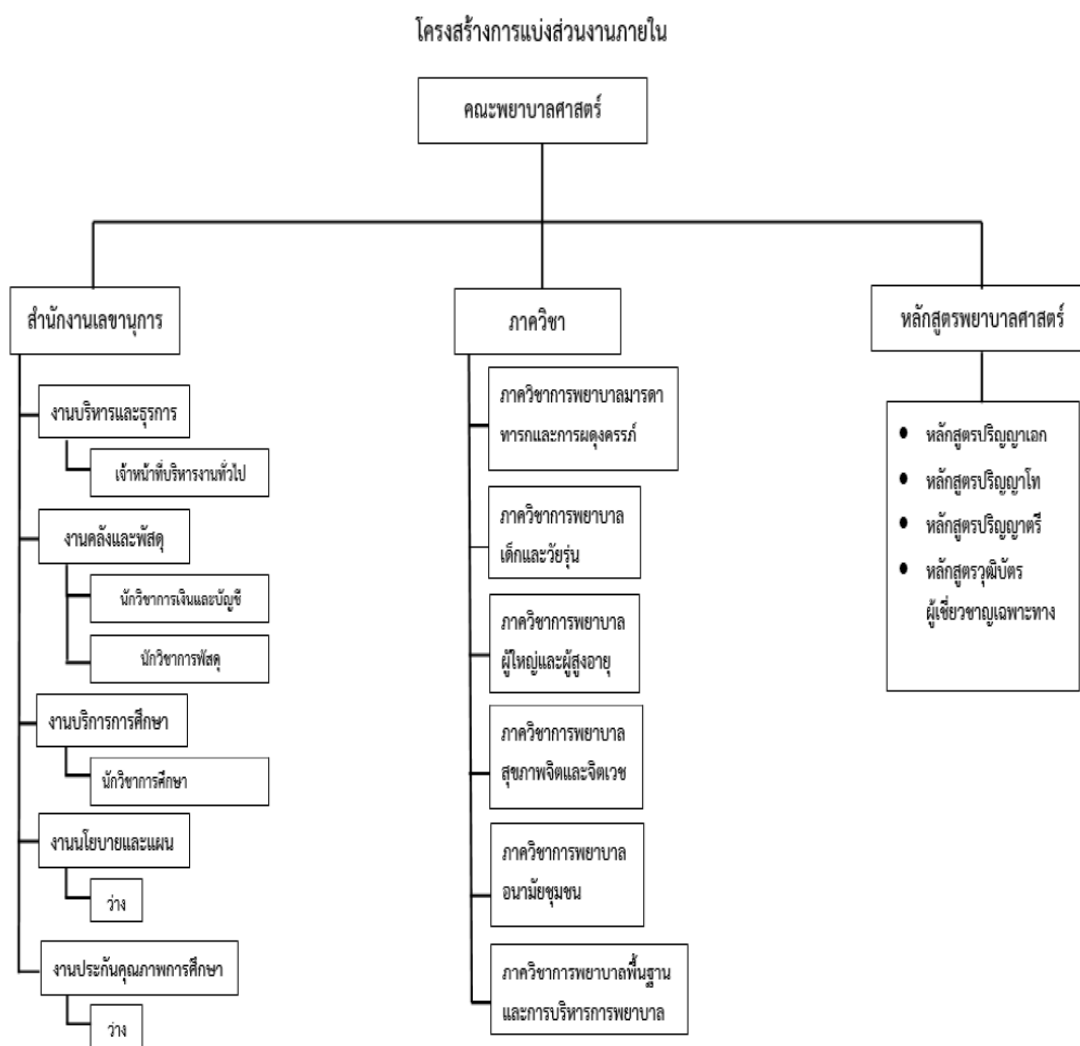 โครงสร้างการแบ่งส่วนงานภายใน
คณะพยาบาลศาสตร์
สำนักงานเลขานุการ
งานบริหารและธุรการ
เจ้าหน้าที่บริหารงานทั่วไป
งานคลังและพัสดุ
นักวิชาการเงินและบัญชี
นักวิชาการพัสดุ
งานบริการการศึกษา
นักวิชาการศึกษา
งานนโยบายและแผน
ว่าง
งานประกันคุณภาพการศึกษา
ว่าง
ภาควิชา
ภาควิชาการพยาบาลมารดา
ทารกและการผดุงครรภ์
ภาควิชาการพยาบาล
เด็กและวัยรุ่น
ภาควิชาการพยาบาล
ผู้ใหญ่และผู้สูงอายุ
ภาควิชาการพยาบาล
สุขภาพจิตและจิตเวช
ภาควิชาการพยาบาล
อนามัยชุมชน
ภาควิชาการพยาบาลพื้นฐาน
และการบริหารการพยาบาล
หลักสูตรพยาบาลศาสตร์
• หลักสูตรปริญญาเอก
• หลักสูตรปริญญาโท
• หลักสูตรปริญญาตรี
• หลักสูตรวุฒิบัตร
ผู้เชี่ยวชาญเฉพาะทาง